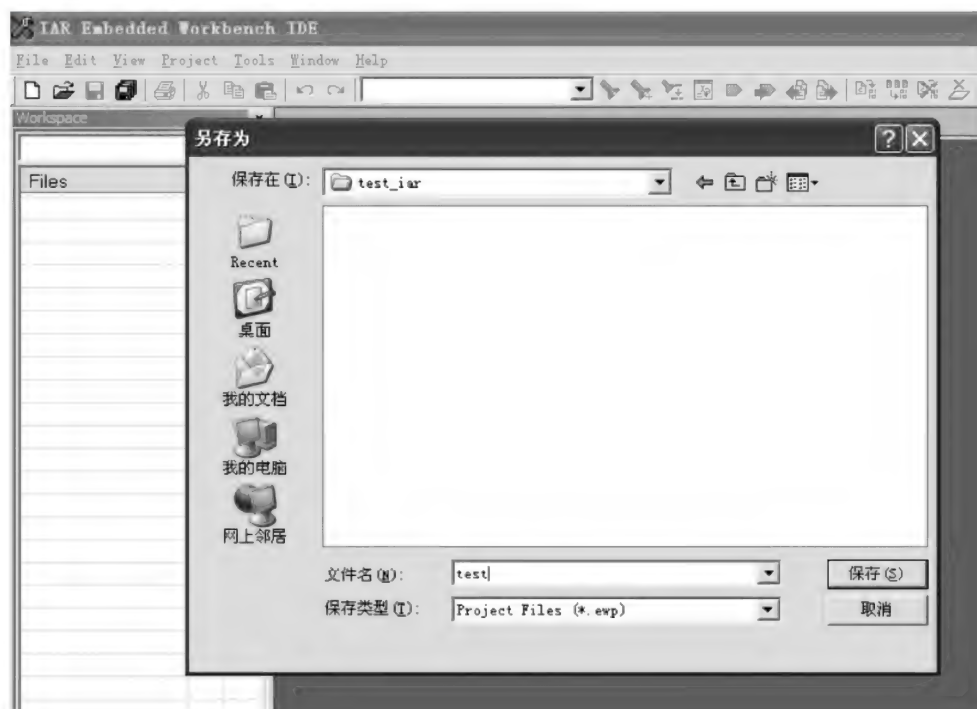 IAR Embedded Workbench IDE
File Edit View Project Tools Window Help
Workspace
另存为
Files
保存在(I):
test_iar
Recent
桌面
我的文档
我的电脑
网上邻居
文件名(N):
test
保存(S)
保存类型(T):
Project Files (*.ewp)
取消